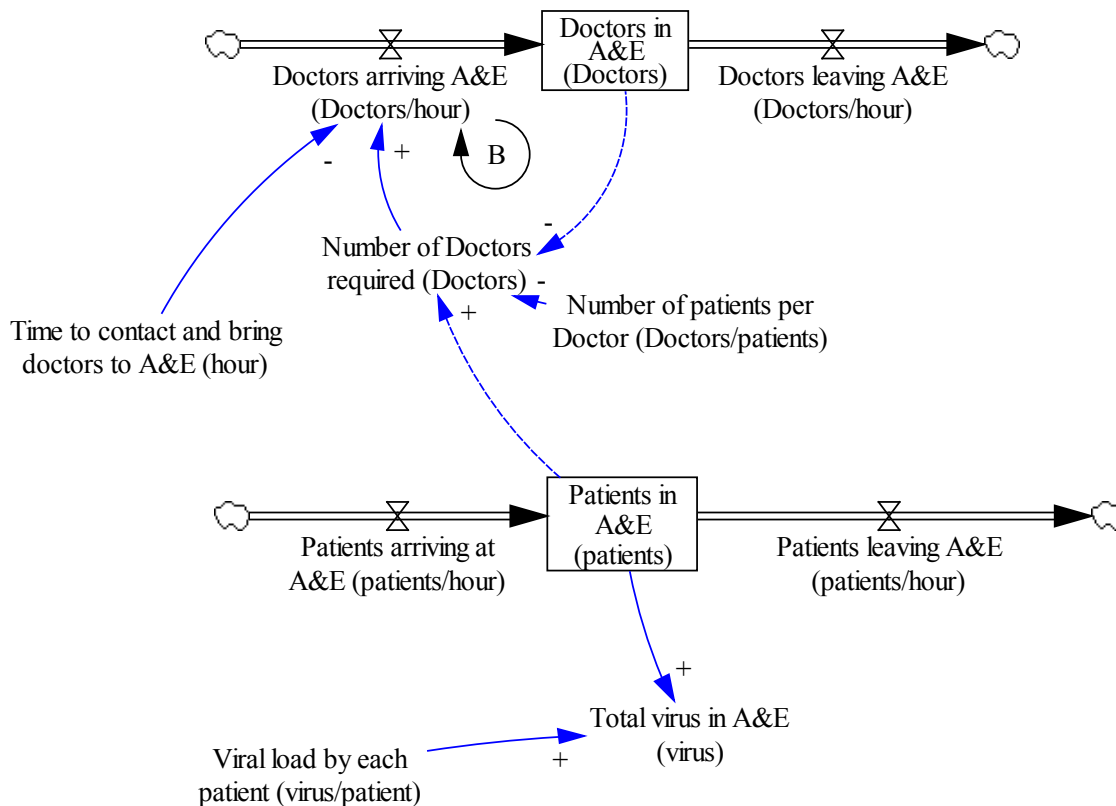 Doctors in
A&E
(Doctors)
Doctors arriving A&E
(Doctors/hour)
Doctors leaving A&E
(Doctors/hour)
-
+
B
-
Number of Doctors
required (Doctors)
-
+
Number of patients per
Doctor (Doctors/patients)
Time to contact and bring
doctors to A&E (hour)
Patients in
A&E
(patients)
Patients arriving at
A&E (patients/hour)
Patients leaving A&E
(patients/hour)
+
Total virus in A&E
(virus)
+
Viral load by each
patient (virus/patient)